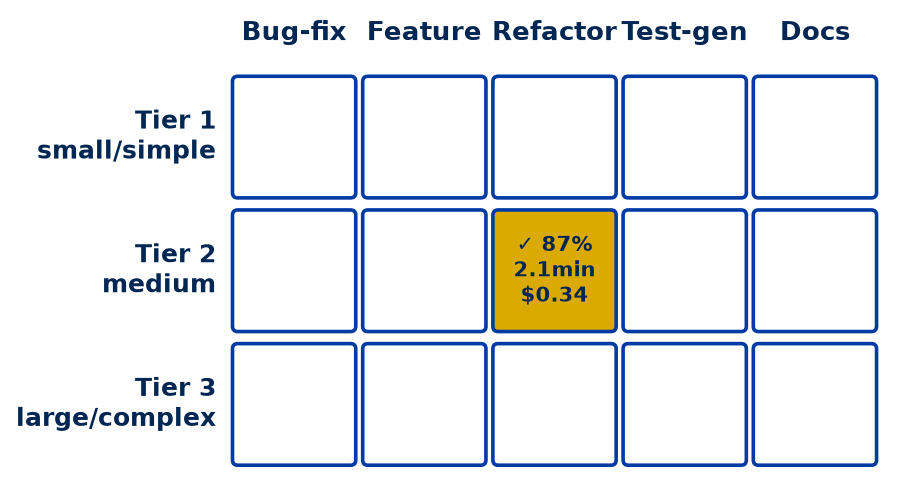 Bug-fix Feature Refactor Test-gen Docs
Tier 1
small/simple
Tier 2
medium
✓ 87%
2.1min
$0.34
Tier 3
large/complex